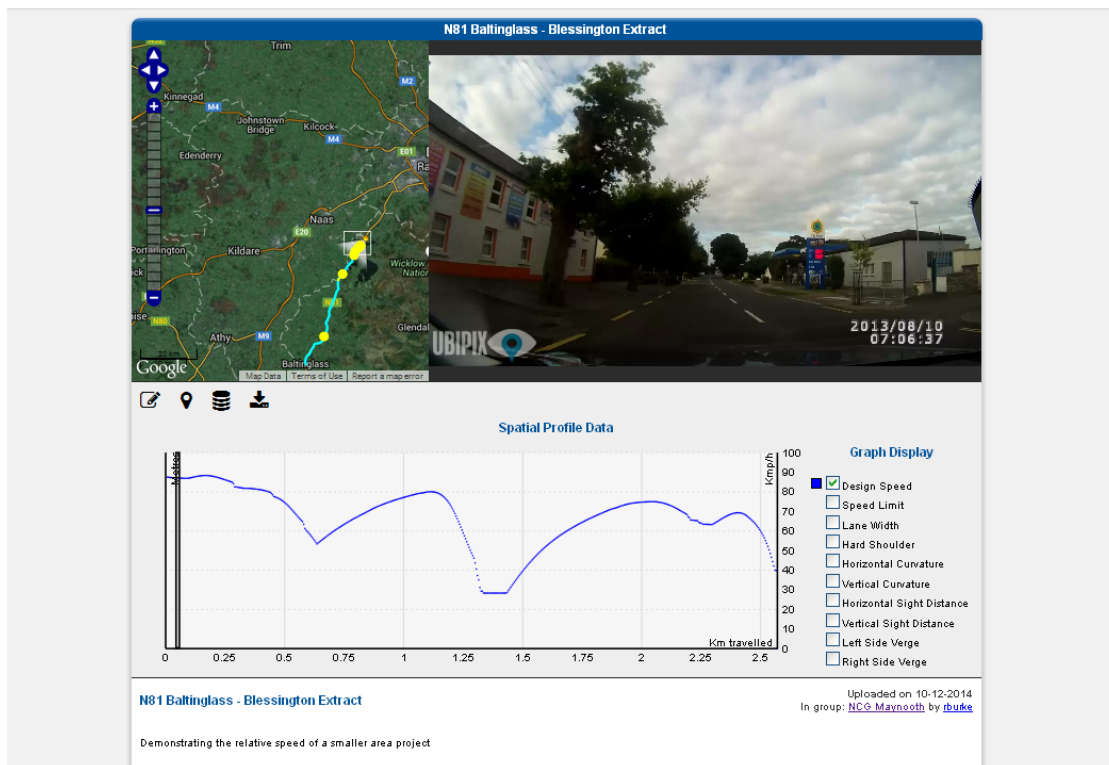 N81 Baltinglass - Blessington Extract
Trim
M2
Kinnegad
M4
Johnstown
Bridge
Kilcock
M4
Edenderry
E01
Naas
E20
Portarlington
Kildare
Wicklow
N81
N80
Athy
M9
Glendal
20 km
Baltinglass
Google
Map Data
Terms of Use
Report a map error
UBIPIX
2013/08/10
07:06:37
Spatial Profile Data
Metres
Kmp/h
100
90
80
70
60
50
40
30
20
10
0
Km travelled
0 0.25 0.5 0.75 1 1.25 1.5 1.75 2 2.25 2.5
Graph Display
Design Speed
Speed Limit
Lane Width
Hard Shoulder
Horizontal Curvature
Vertical Curvature
Horizontal Sight Distance
Vertical Sight Distance
Left Side Verge
Right Side Verge
N81 Baltinglass - Blessington Extract
Uploaded on 10-12-2014
In group: NCG Maynooth by rburke
Demonstrating the relative speed of a smaller area project